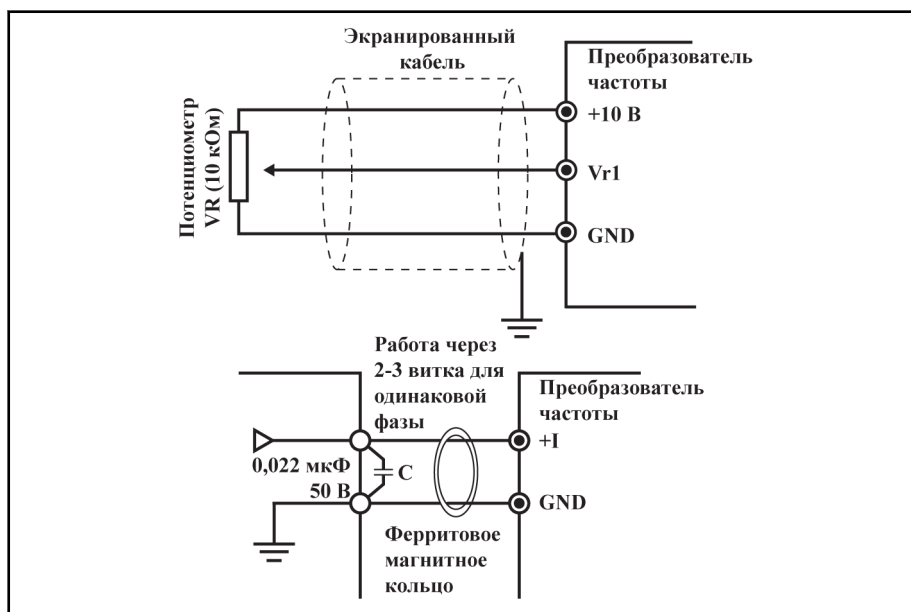 Экранированный
кабель
Преобразователь
частоты
+10 В
Потенциометр
VR (10 кОм)
Vr1
GND
Работа через
2-3 витка для
одинаковой
фазы
Преобразователь
частоты
+I
0,022 мкФ
50 В
C
GND
Ферритовое
магнитное
кольцо